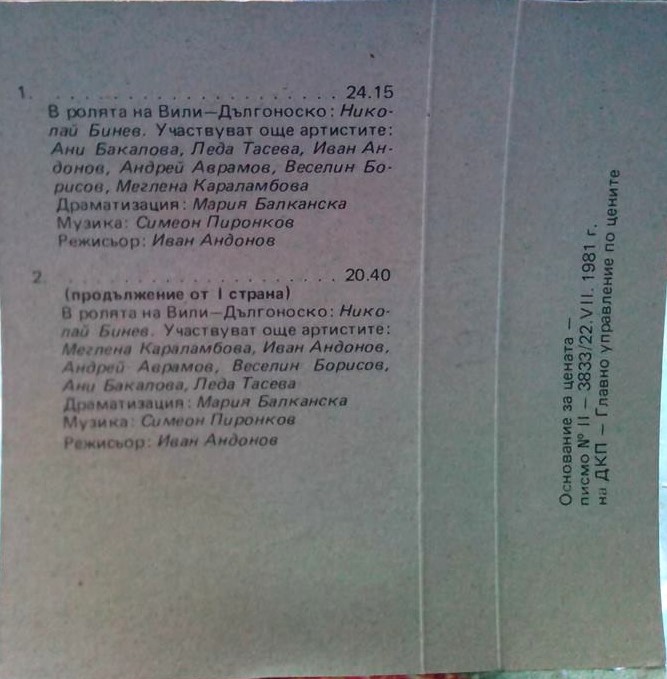 1. . . . . . . . . . . . . . . . . . . . . . 24.15
В ролята на Вили—Дългоноско: Нико-
лай Бинев. Участвуват още артистите:
Ани Бакалова, Леда Тасева, Иван Ан-
донов, Андрей Аврамов, Веселин Бо-
рисов, Меглена Караламбова
Драматизация: Мария Балканска
Музика: Симеон Пиронков
Режисьор: Иван Андонов
2. . . . . . . . . . . . . . . . . . . . . . 20.40
(продължение от I страна)
В ролята на Вили—Дългоноско: Нико-
лай Бинев. Участвуват още артистите:
Меглена Караламбова, Иван Андонов,
Андрей Аврамов, Веселин Борисов,
Ани Бакалова, Леда Тасева
Драматизация: Мария Балканска
Музика: Симеон Пиронков
Режисьор: Иван Андонов
Основание за цената —
писмо № II — 3833/22.VII. 1981 г.
на ДКП — Главно управление по цените